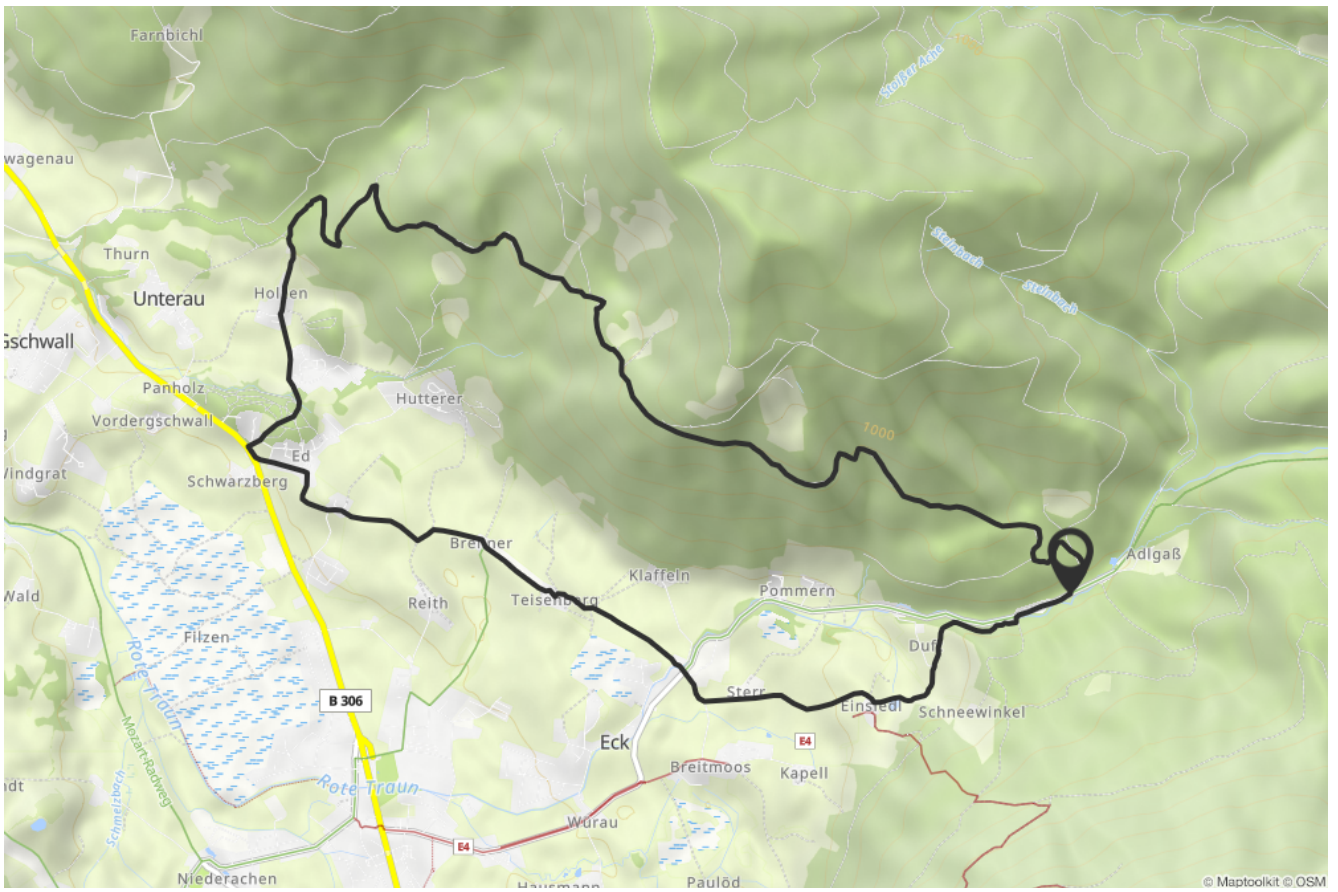 Farnbichl
1000
Stoißer Ache
wagenau
Steinbach
Steinbach
Thurn
Holpen
Unterau
Gschwall
Panholz
Hutterer
Vordergschwall
1000
Ed
Schwarzberg
Windgrat
Brenner
Adlgaß
Klaffeln
Pommern
Wald
Reith
Teisenberg
Filzen
Duft
Rote Traun
Sterr
B 306
Einsiedl
Schneewinkel
Mozart-Radweg
Eck
E4
Breitmoos
Kapell
Schmelzbach
Rote Traun
Wurau
E4
Niederachen
Hausmann
Paulöd
© Maptoolkit © OSM